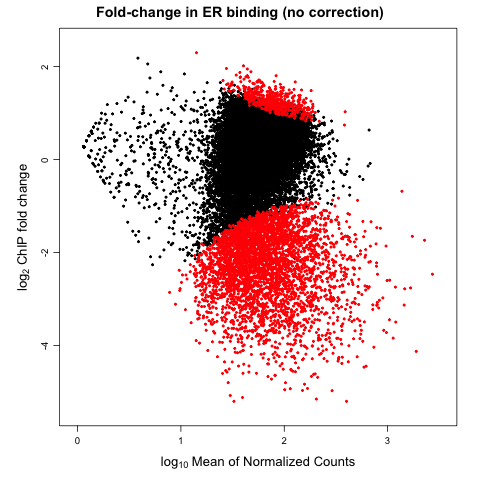 Fold-change in ER binding (no correction)
2
0
-2
-4
log2 ChIP fold change
0 1 2 3
log10 Mean of Normalized Counts